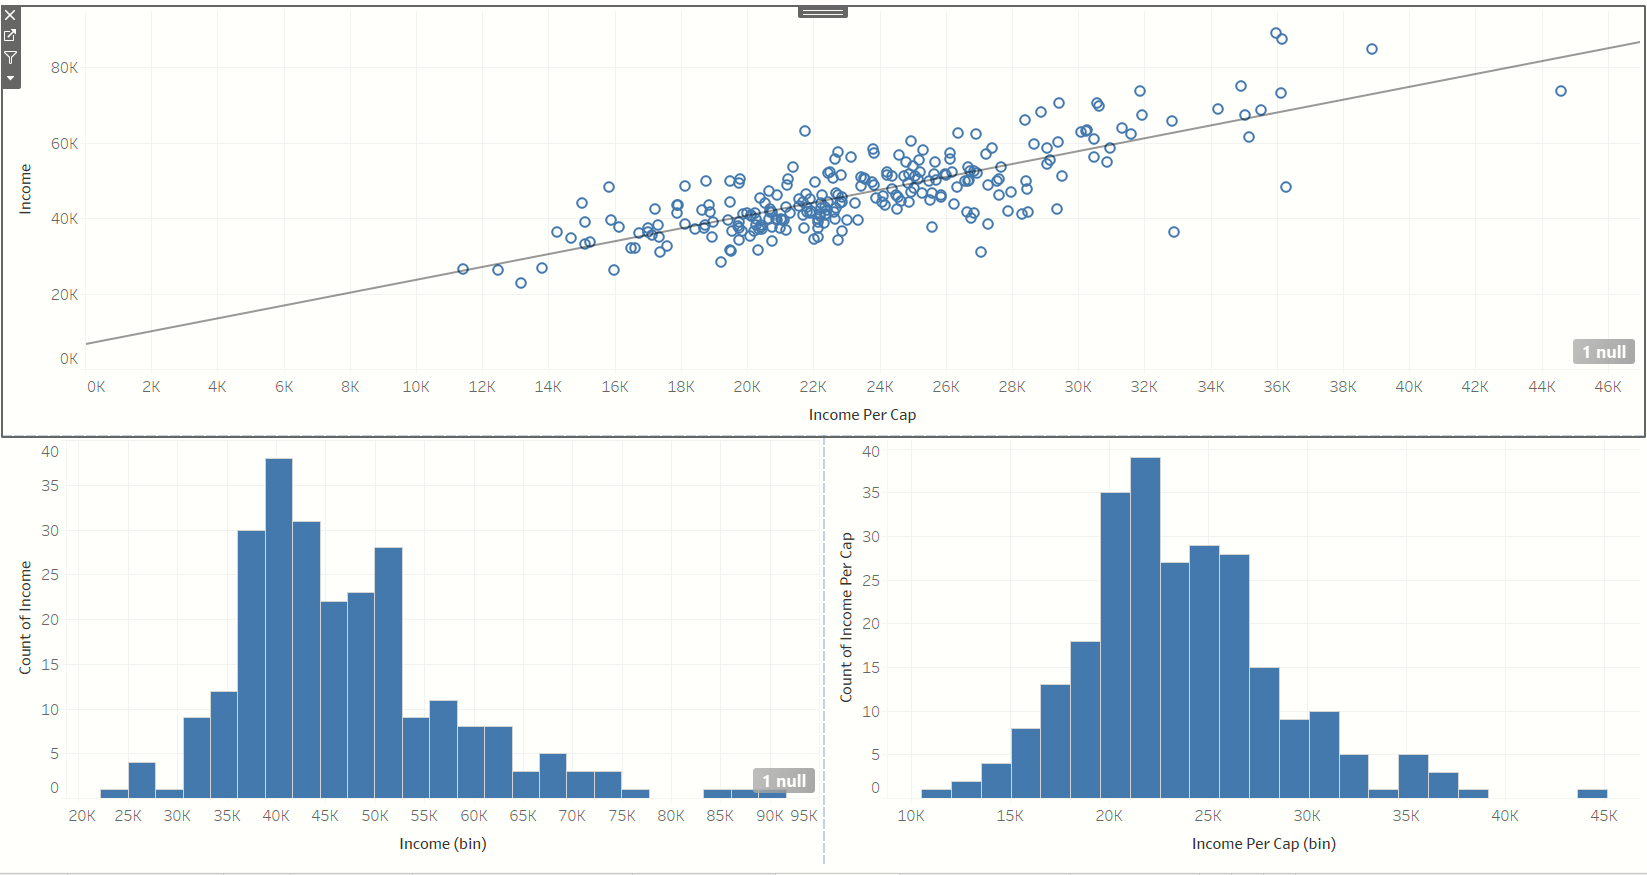 Income
80K
60K
40K
20K
0K
1 null
0K 2K 4K 6K 8K 10K 12K 14K 16K 18K 20K 22K 24K 26K 28K 30K 32K 34K 36K 38K 40K 42K 44K 46K
Income Per Cap
Count of Income
40
35
30
25
20
15
10
5
0
1 null
20K 25K 30K 35K 40K 45K 50K 55K 60K 65K 70K 75K 80K 85K 90K 95K
Income (bin)
Count of Income Per Cap
40
35
30
25
20
15
10
5
0
10K 15K 20K 25K 30K 35K 40K 45K
Income Per Cap (bin)